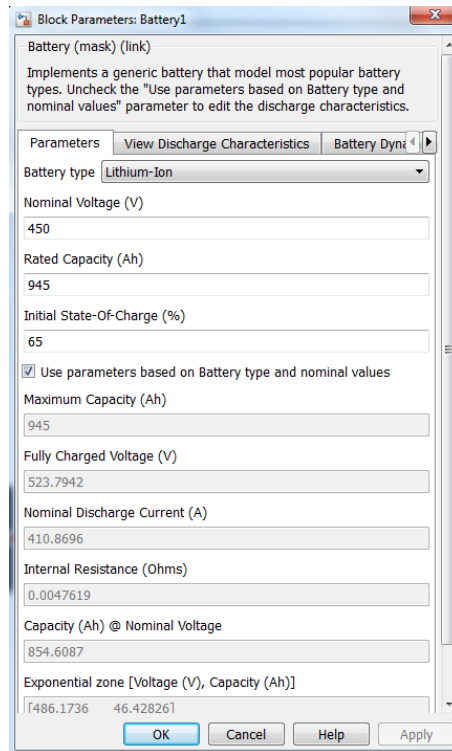 Block Parameters: Battery1
Battery (mask) (link)
Implements a generic battery that model most popular battery
types. Uncheck the "Use parameters based on Battery type and
nominal values" parameter to edit the discharge characteristics.
Parameters View Discharge Characteristics Battery Dyna
Battery type Lithium-Ion
Nominal Voltage (V)
450
Rated Capacity (Ah)
945
Initial State-Of-Charge (%)
65
Use parameters based on Battery type and nominal values
Maximum Capacity (Ah)
945
Fully Charged Voltage (V)
523.7942
Nominal Discharge Current (A)
410.8696
Internal Resistance (Ohms)
0.0047619
Capacity (Ah) @ Nominal Voltage
854.6087
Exponential zone [Voltage (V), Capacity (Ah)]
[486.1736 46.42826]
OK Cancel Help Apply